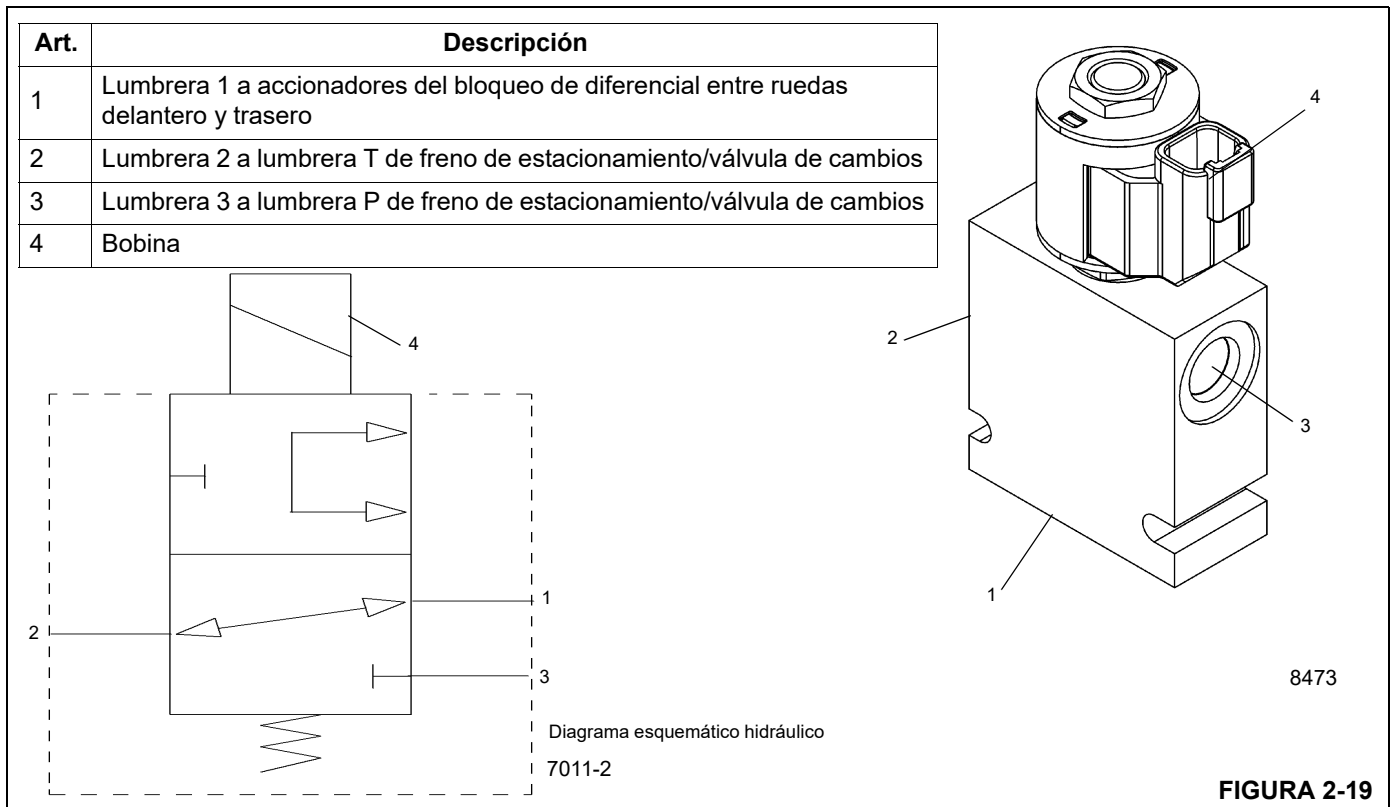 Art. Descripción
1 Lumbrera 1 a accionadores del bloqueo de diferencial entre ruedas
delantero y trasero
2 Lumbrera 2 a lumbrera T de freno de estacionamiento/válvula de cambios
3 Lumbrera 3 a lumbrera P de freno de estacionamiento/válvula de cambios
4 Bobina
4
2
3
1
4
1
2
3
8473
Diagrama esquemático hidráulico
7011-2
FIGURA 2-19